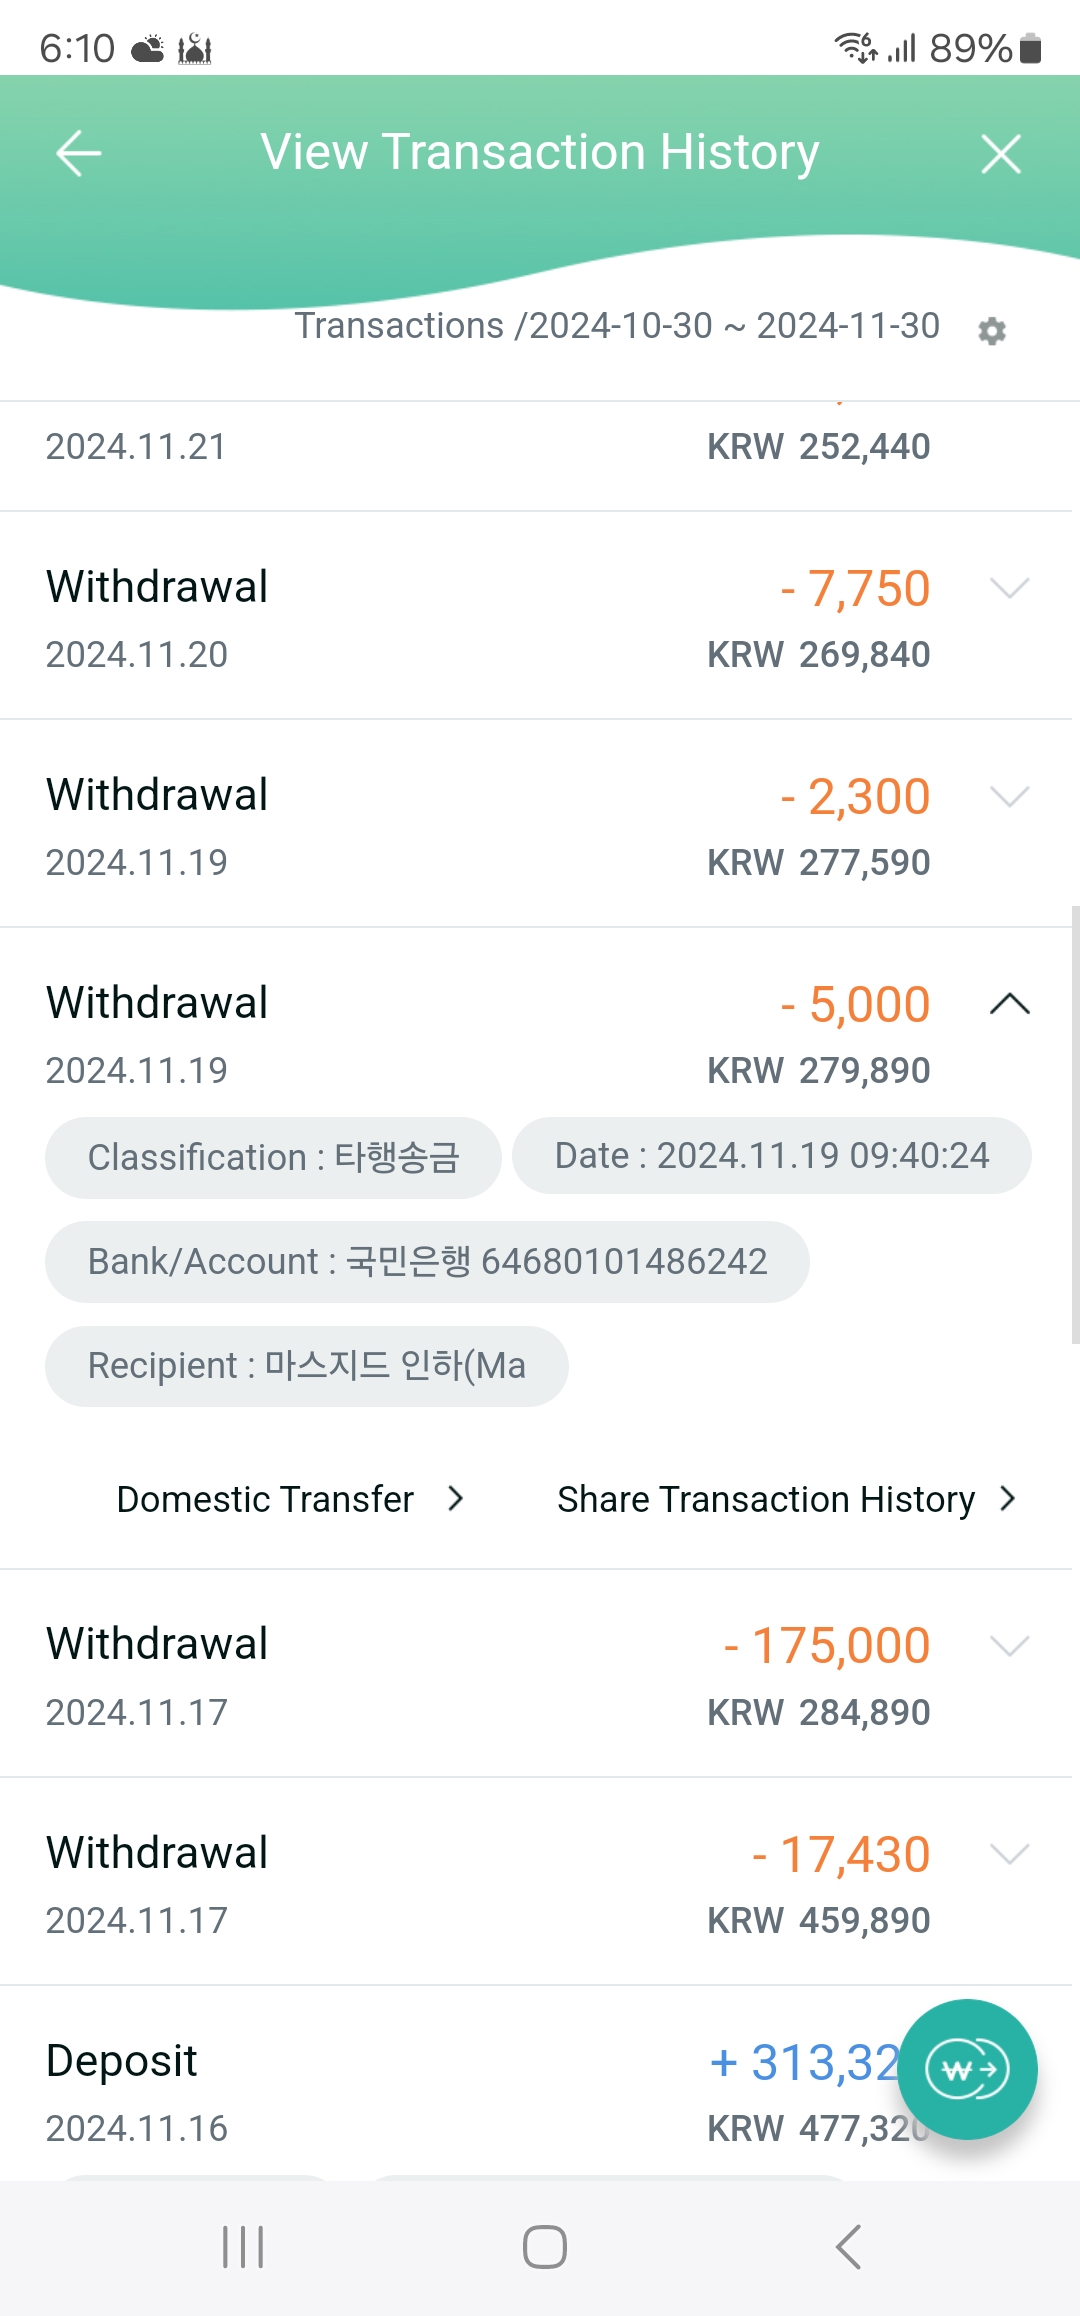 6:10 89%
View Transaction History
Transactions /2024-10-30 ~ 2024-11-30
2024.11.21 KRW 252,440
Withdrawal - 7,750
2024.11.20 KRW 269,840
Withdrawal - 2,300
2024.11.19 KRW 277,590
Withdrawal - 5,000
2024.11.19 KRW 279,890
Classification : 타행송금 Date : 2024.11.19 09:40:24
Bank/Account : 국민은행 64680101486242
Recipient : 마스지드 인하(Ma
Domestic Transfer Share Transaction History
Withdrawal - 175,000
2024.11.17 KRW 284,890
Withdrawal - 17,430
2024.11.17 KRW 459,890
Deposit + 313,32
2024.11.16 KRW 477,320